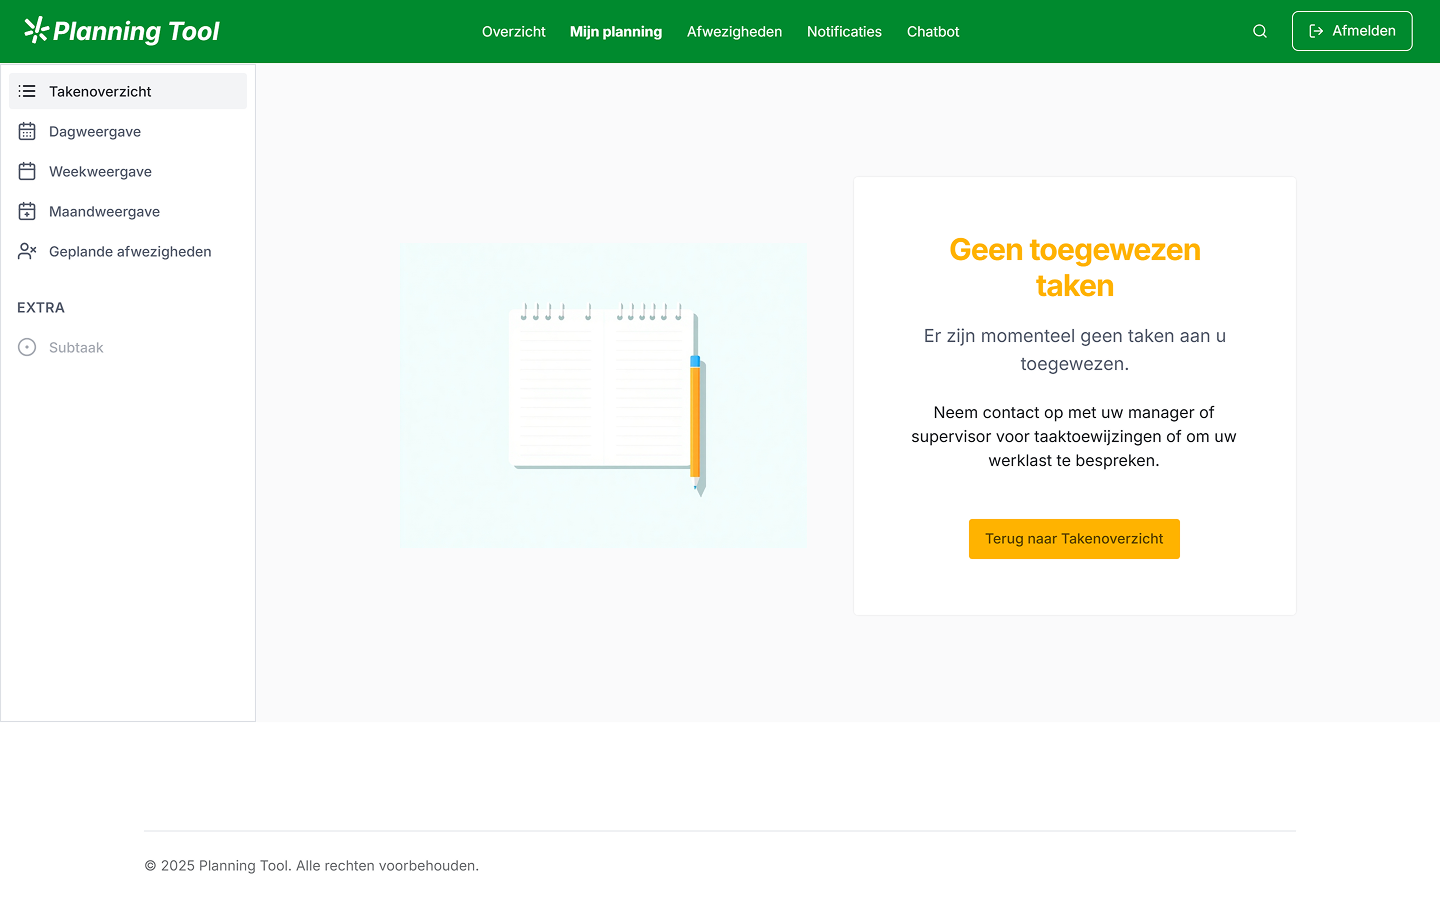 Planning Tool
Overzicht
Mijn planning
Afwezigheden
Notificaties
Chatbot
Afmelden
Takenoverzicht
Dagweergave
Weekweergave
Maandweergave
Geplande afwezigheden
EXTRA
Subtaak
Geen toegewezen
taken
Er zijn momenteel geen taken aan u
toegewezen.
Neem contact op met uw manager of
supervisor voor taaktoewijzingen of om uw
werklast te bespreken.
Terug naar Takenoverzicht
© 2025 Planning Tool. Alle rechten voorbehouden.